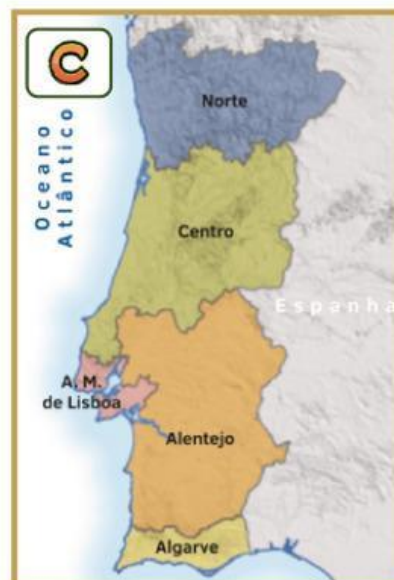 C
Norte
Oceano
Atlântico
Centro
Espanha
A. M.
de Lisboa
Alentejo
Algarve